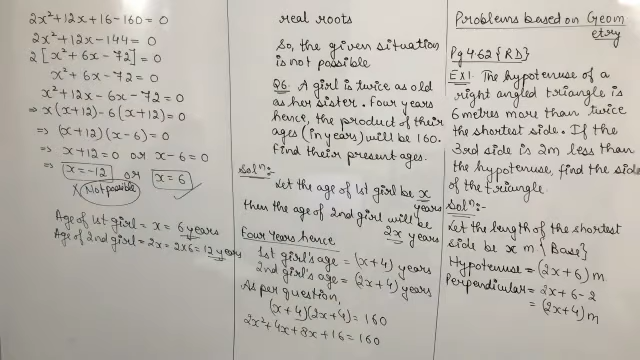 2x²+12x+16-160=0
2x²+12x-144=0
2[x²+6x-72]=0
x²+6x-72=0
x²+12x-6x-72=0
⇒ x(x+12)-6(x+12)=0
⇒ (x+12)(x-6)=0
⇒ x+12=0 or x-6=0
⇒ x=-12 or x=6
X Not possible ✓
Age of 1st girl = x = 6 years
Age of 2nd girl = 2x = 2×6 = 12 years
real roots
So, the given situation
is not possible
Q6. A girl is twice as old
as her sister. Four years
hence, the product of their
ages (in years) will be 160.
Find their present ages.
Solⁿ:-
Let the age of 1st girl be x
years
then the age of 2nd girl will be
2x years
Four Years hence
1st girl's age = (x+4) years
2nd girl's age = (2x+4) years
As per question,
(x+4)(2x+4)=160
2x²+4x+8x+16=160
Problems based on Geom
etry
Pg 4.62 {RD}
EX1. The hypotenuse of a
right angled triangle is
6 metres more than twice
the shortest side. If the
3rd side is 2m less than
the hypotenuse, find the side
of the triangle.
Solⁿ:-
Let the length of the shortest
side be x m {Base}
Hypotenuse = (2x+6) m
Perpendicular = 2x+6-2
= (2x+4) m